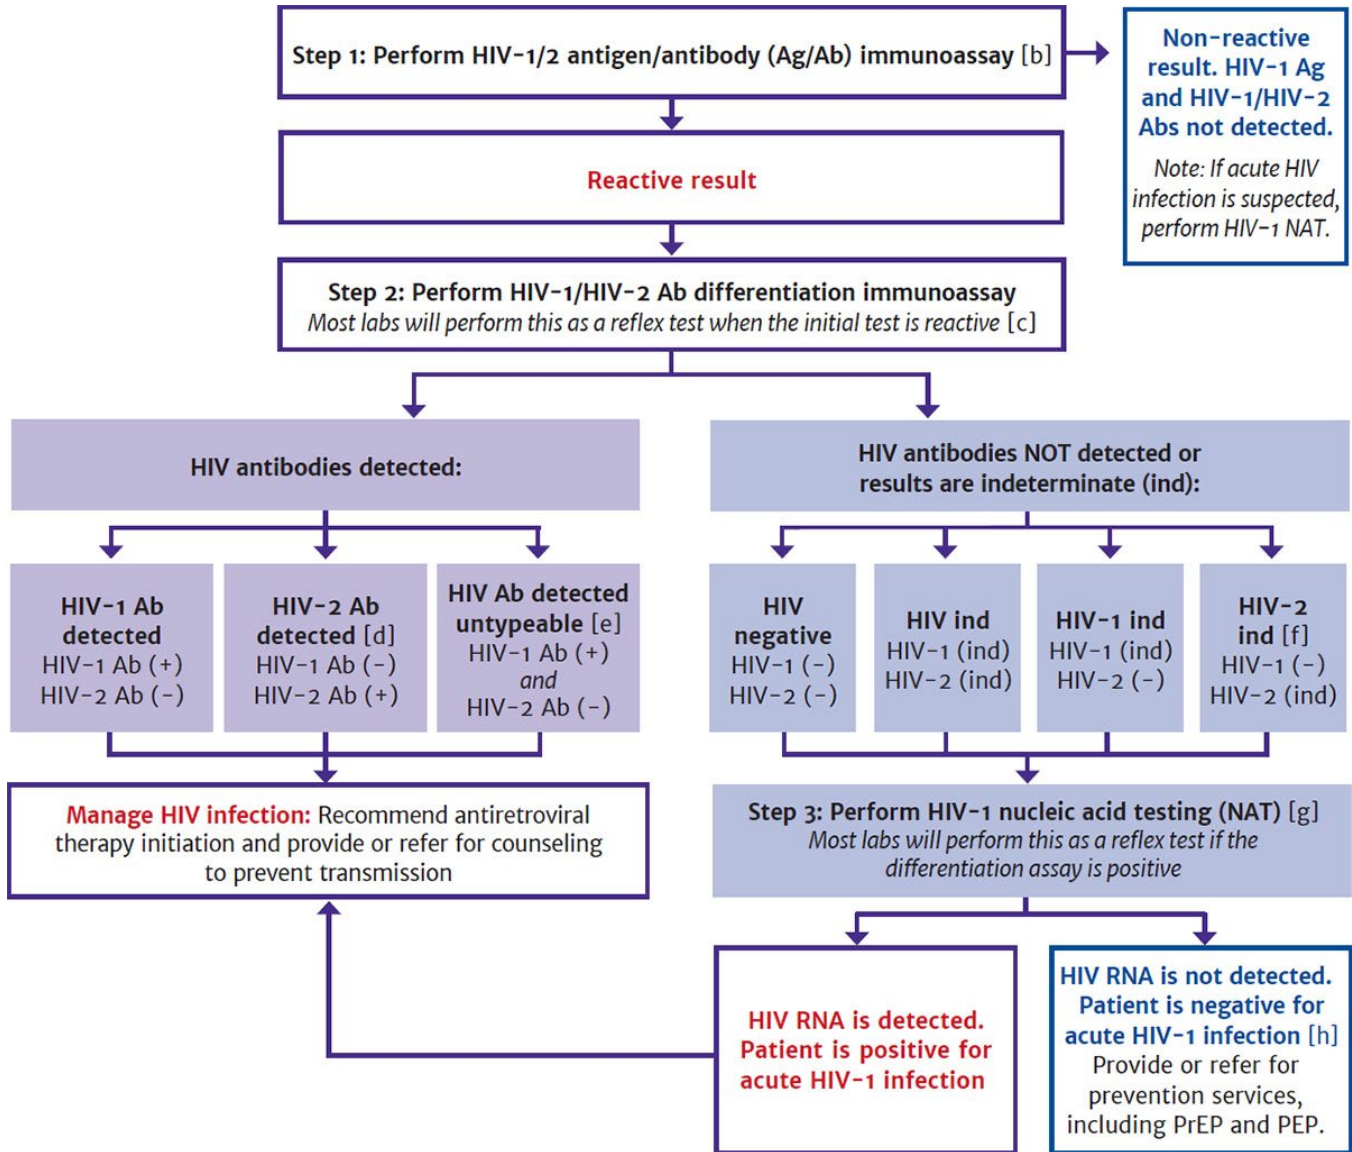 Step 1: Perform HIV-1/2 antigen/antibody (Ag/Ab) immunoassay [b]
Non-reactive
result. HIV-1 Ag
and HIV-1/HIV-2
Abs not detected.
Note: If acute HIV
infection is suspected,
perform HIV-1 NAT.
Reactive result
Step 2: Perform HIV-1/HIV-2 Ab differentiation immunoassay
Most labs will perform this as a reflex test when the initial test is reactive [c]
HIV antibodies detected:
HIV antibodies NOT detected or
results are indeterminate (ind):
HIV-1 Ab
detected
HIV-1 Ab (+)
HIV-2 Ab (-)
HIV-2 Ab
detected [d]
HIV-1 Ab (-)
HIV-2 Ab (+)
HIV Ab detected
untypeable [e]
HIV-1 Ab (+)
and
HIV-2 Ab (-)
HIV
negative
HIV-1 (-)
HIV-2 (-)
HIV ind
HIV-1 (ind)
HIV-2 (ind)
HIV-1 ind
HIV-1 (ind)
HIV-2 (-)
HIV-2
ind [f]
HIV-1 (-)
HIV-2 (ind)
Manage HIV infection: Recommend antiretroviral
therapy initiation and provide or refer for counseling
to prevent transmission
Step 3: Perform HIV-1 nucleic acid testing (NAT) [g]
Most labs will perform this as a reflex test if the
differentiation assay is positive
HIV RNA is detected.
Patient is positive for
acute HIV-1 infection
HIV RNA is not detected.
Patient is negative for
acute HIV-1 infection [h]
Provide or refer for
prevention services,
including PrEP and PEP.